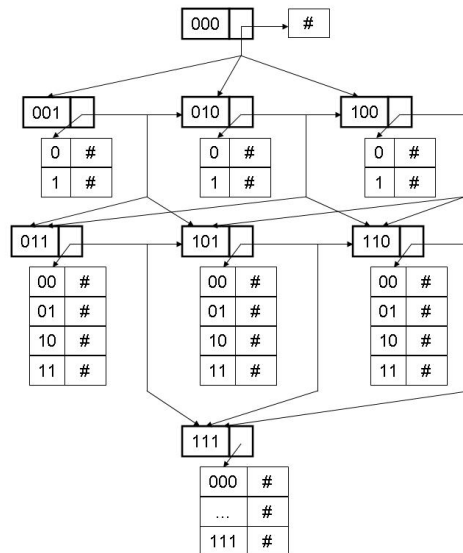 000 #
001 010 100
0 # 0 # 0 #
1 # 1 # 1 #
011 101 110
00 # 00 # 00 #
01 # 01 # 01 #
10 # 10 # 10 #
11 # 11 # 11 #
111
000 #
... #
111 #